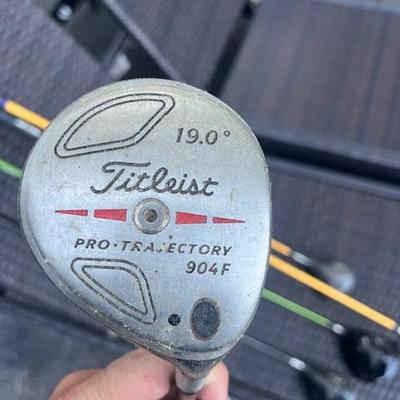 19.0°
Titleist
PRO·TRAJECTORY
904F